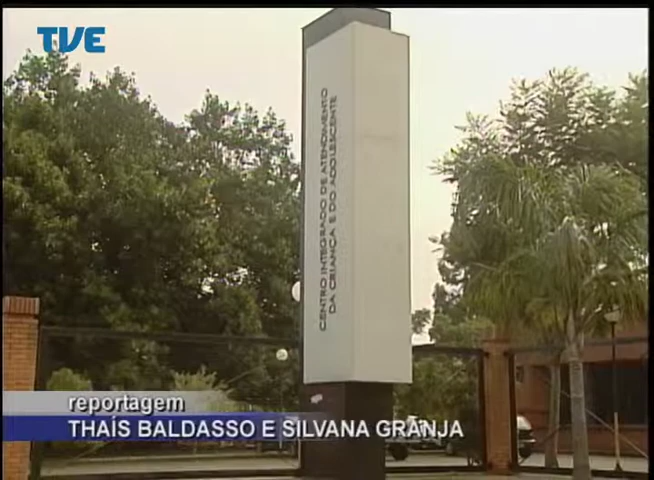 TVE
CENTRO INTEGRADO DE ATENDIMENTO
DA CRIANÇA E DO ADOLESCENTE
reportagem
THAÍS BALDASSO E SILVANA GRANJA